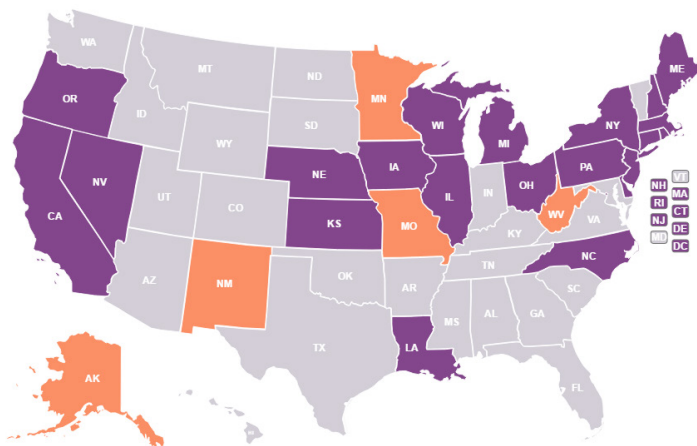 WA
MT
ND
MN
ME
OR
ID
SD
WI
NY
WY
MI
IA
PA
NE
NV
IL
IN
OH
NH
VT
RI
MA
NJ
CT
MD
DE
DC
UT
CO
CA
KS
MO
WV
VA
KY
NC
TN
AZ
NM
OK
AR
SC
MS
AL
GA
TX
LA
FL
AK